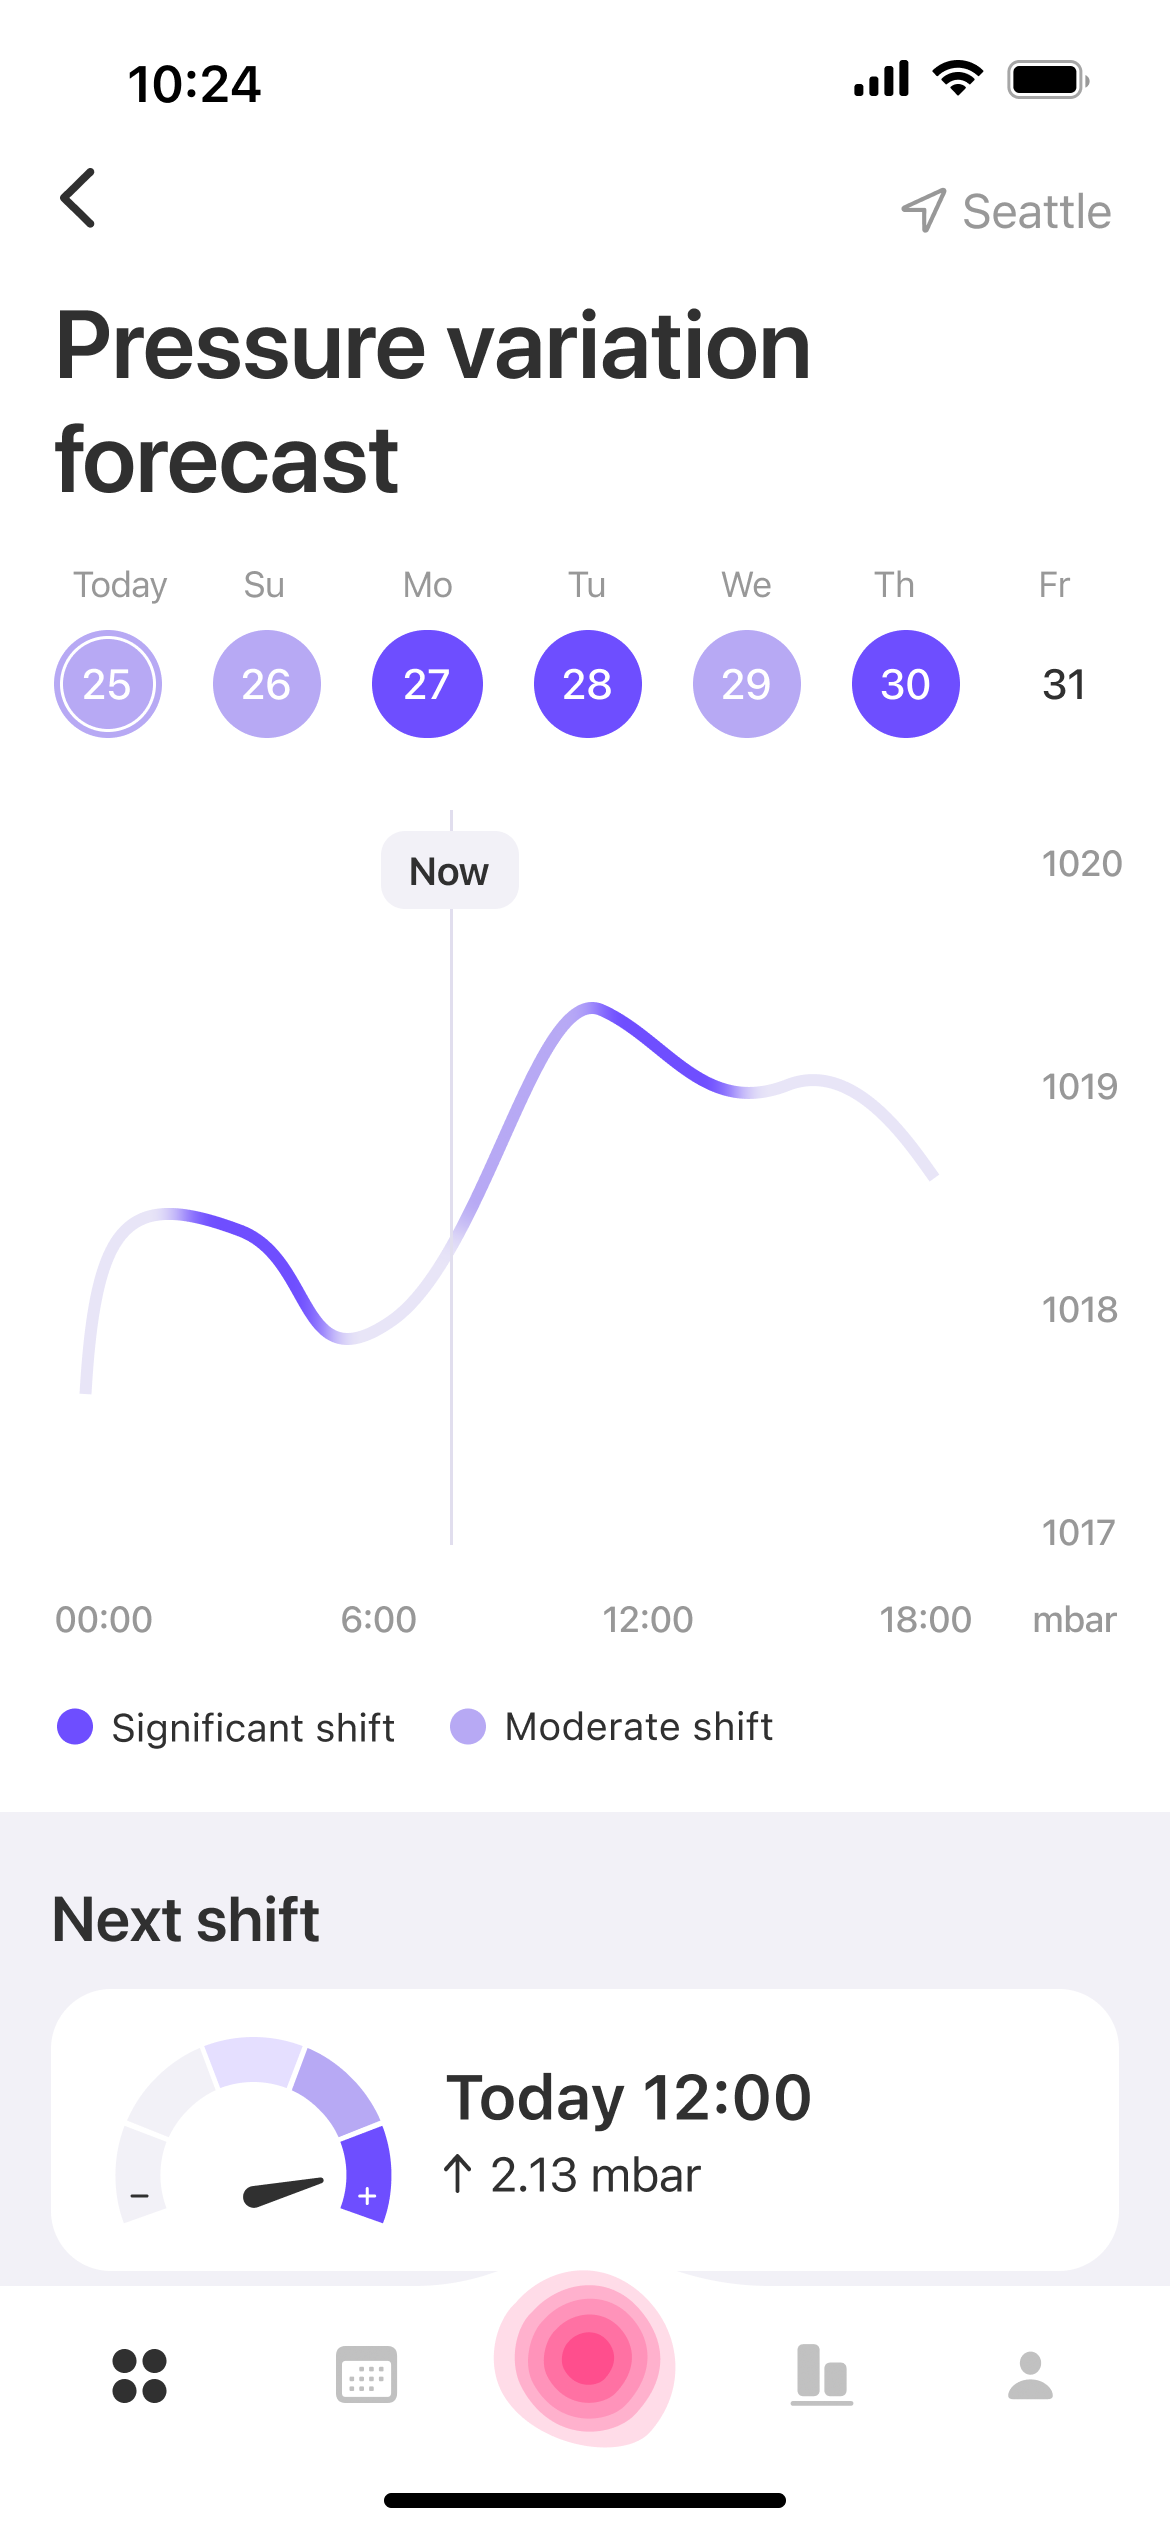 10:24
Seattle
Pressure variation
forecast
Today Su Mo Tu We Th Fr
25 26 27 28 29 30 31
Now
1020
1019
1018
1017
00:00 6:00 12:00 18:00 mbar
Significant shift Moderate shift
Next shift
Today 12:00
↑ 2.13 mbar
− +